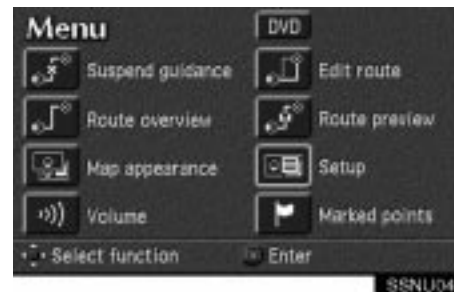 Menu DVD
Suspend guidance Edit route
Route overview Route preview
Map appearance Setup
Volume Marked points
Select function Enter
SSNU04